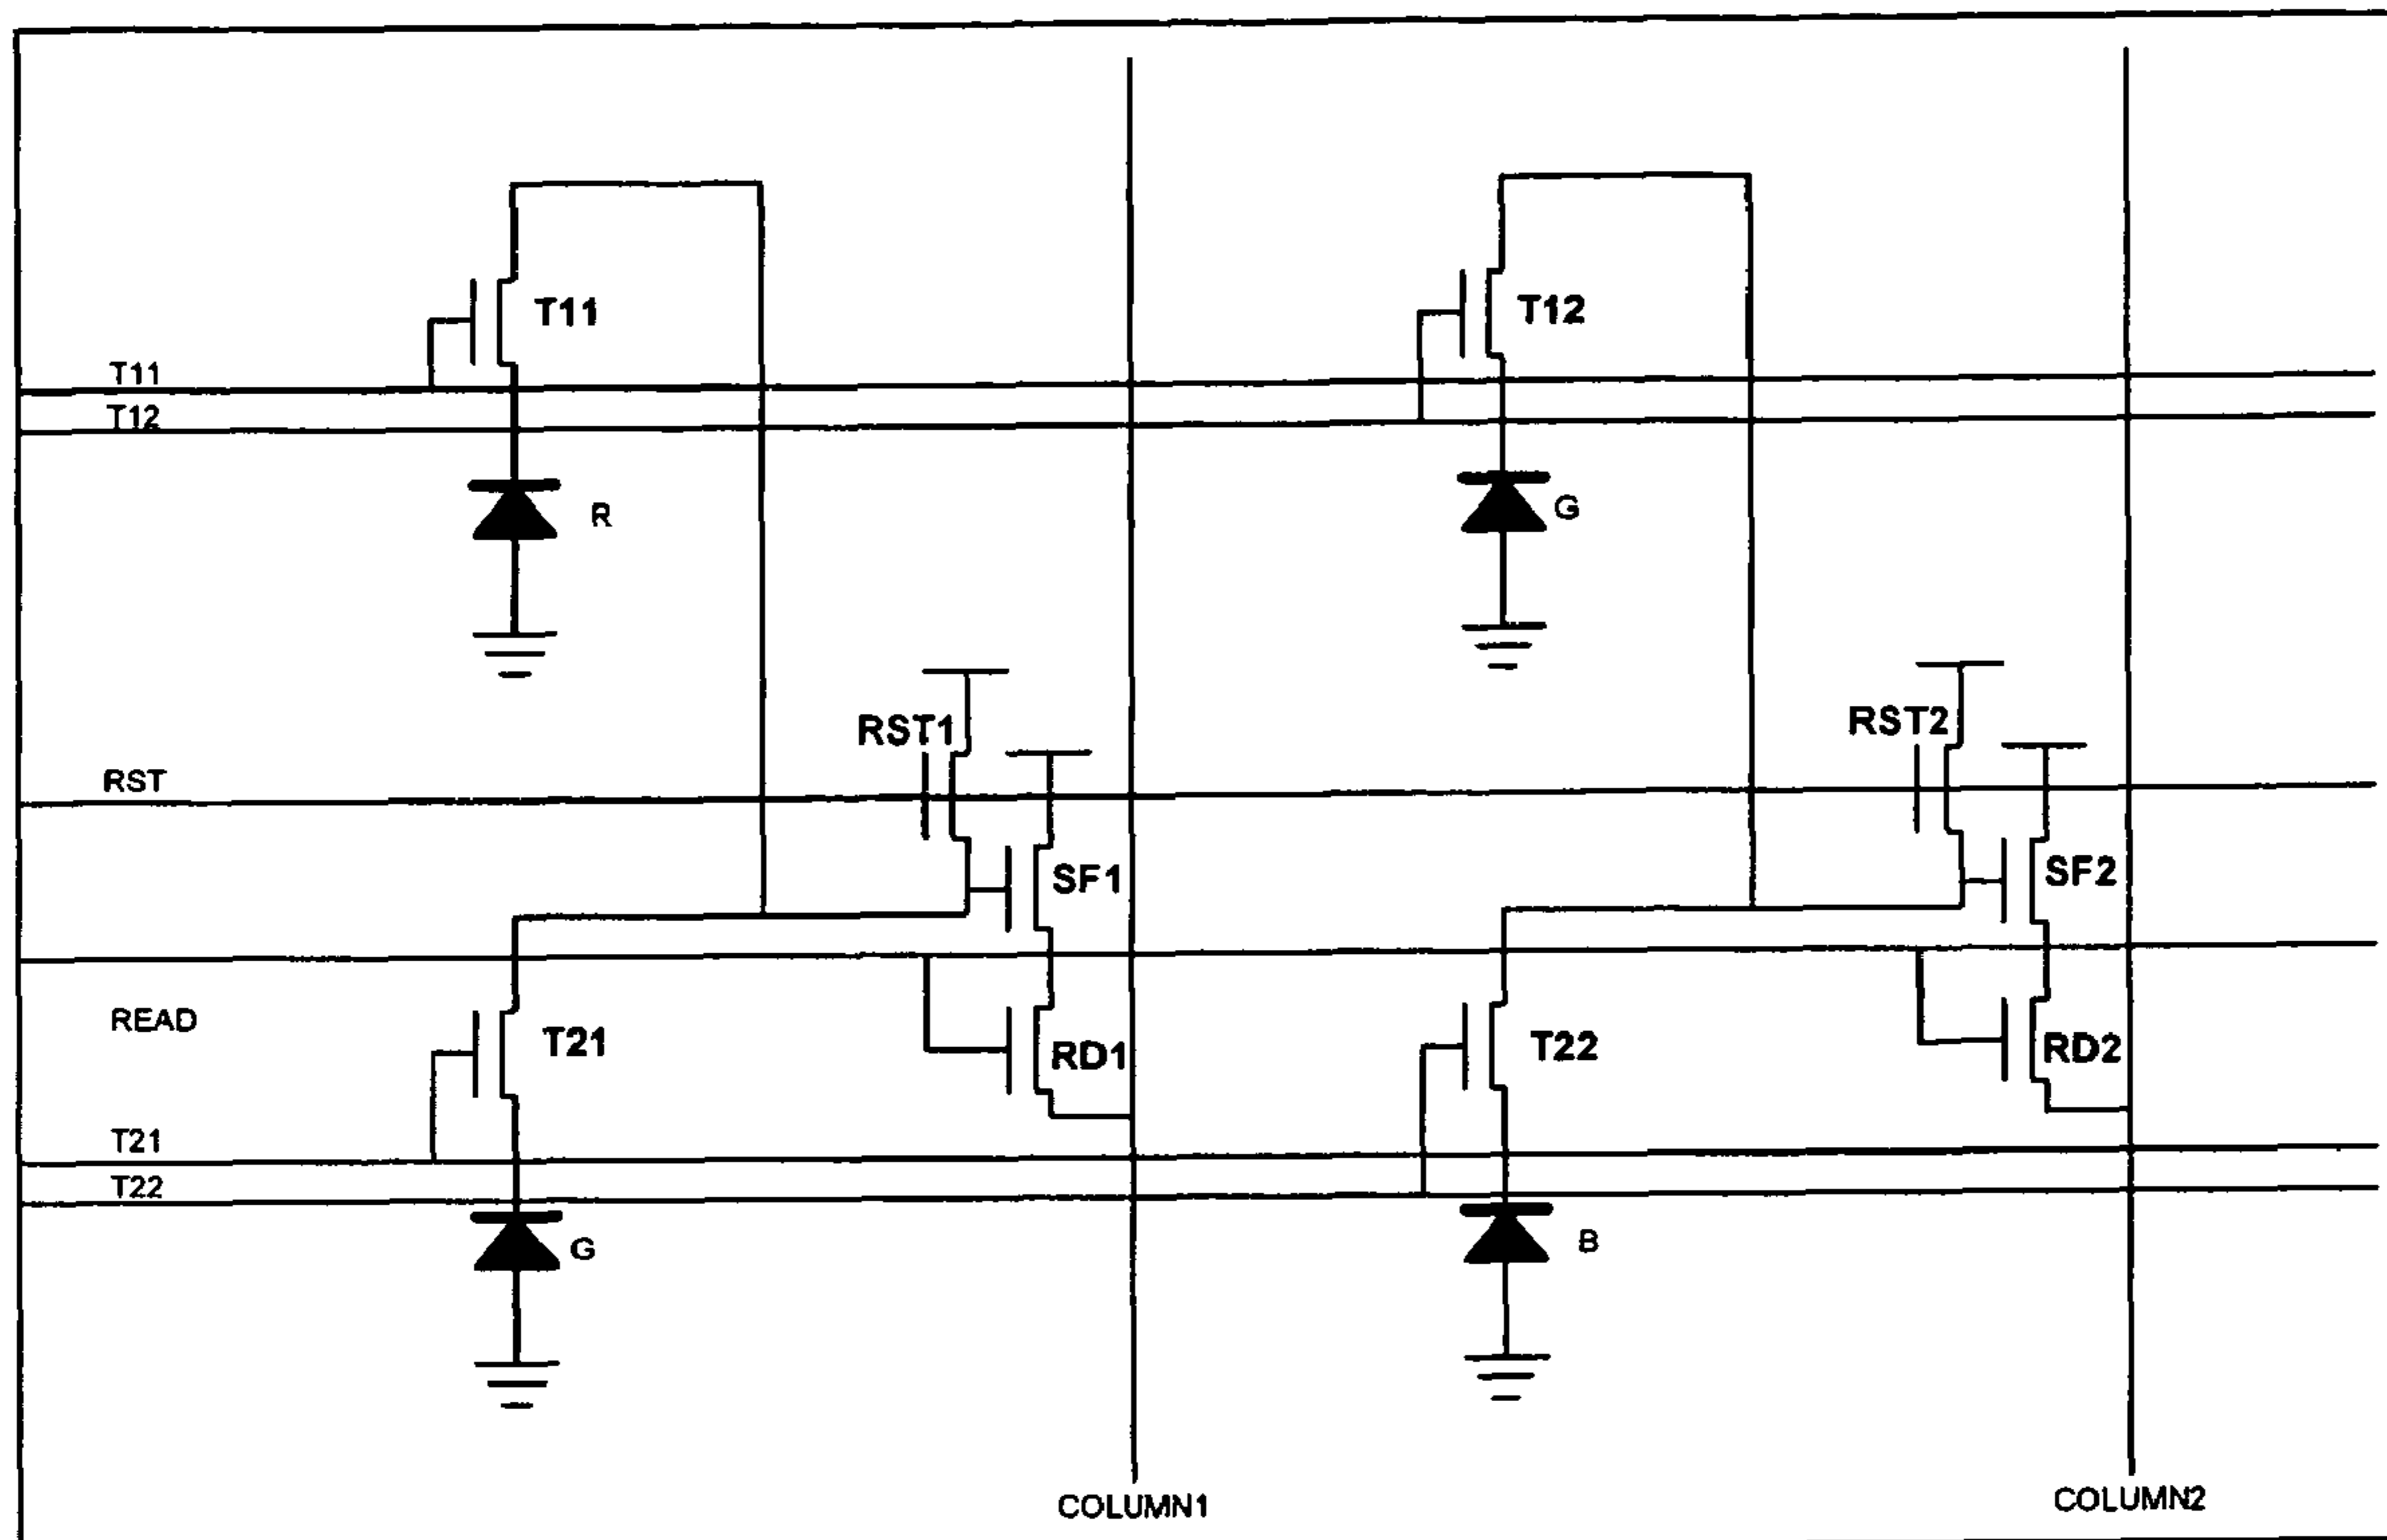 T11
T12
T11
T12
R
G
RST1
RST2
RST
SF1
SF2
READ
T21
T22
RD1
RD2
T21
T22
G
B
COLUMN1
COLUMN2